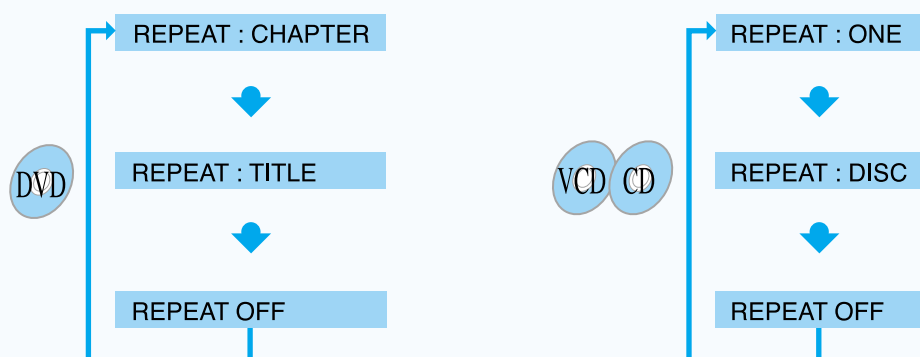 REPEAT : CHAPTER
DVD
REPEAT : TITLE
REPEAT OFF
REPEAT : ONE
VCD CD
REPEAT : DISC
REPEAT OFF